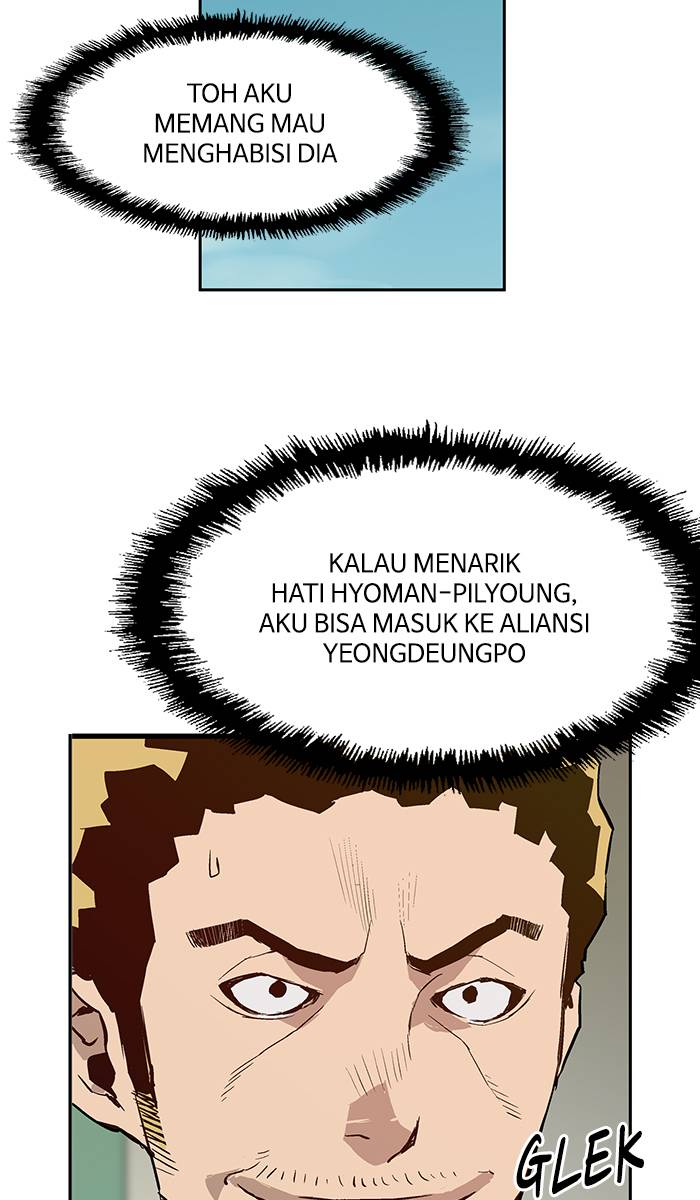 TOH AKU
MEMANG MAU
MENGHABISI DIA
KALAU MENARIK
HATI HYOMAN-PILYOUNG,
AKU BISA MASUK KE ALIANSI
YEONGDEUNGPO
GLEK